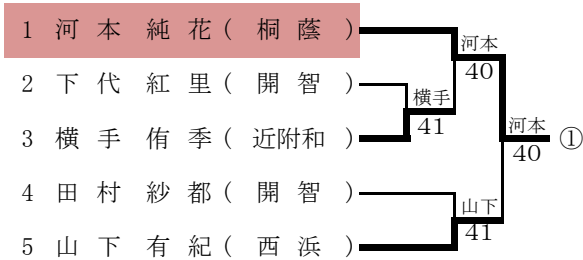 1 河本 純花(桐蔭)
河本
40
2 下代 紅里(開智)
横手
41
3 横手 侑季(近附和)
河本
40
①
4 田村 紗都(開智)
山下
41
5 山下 有紀(西浜)